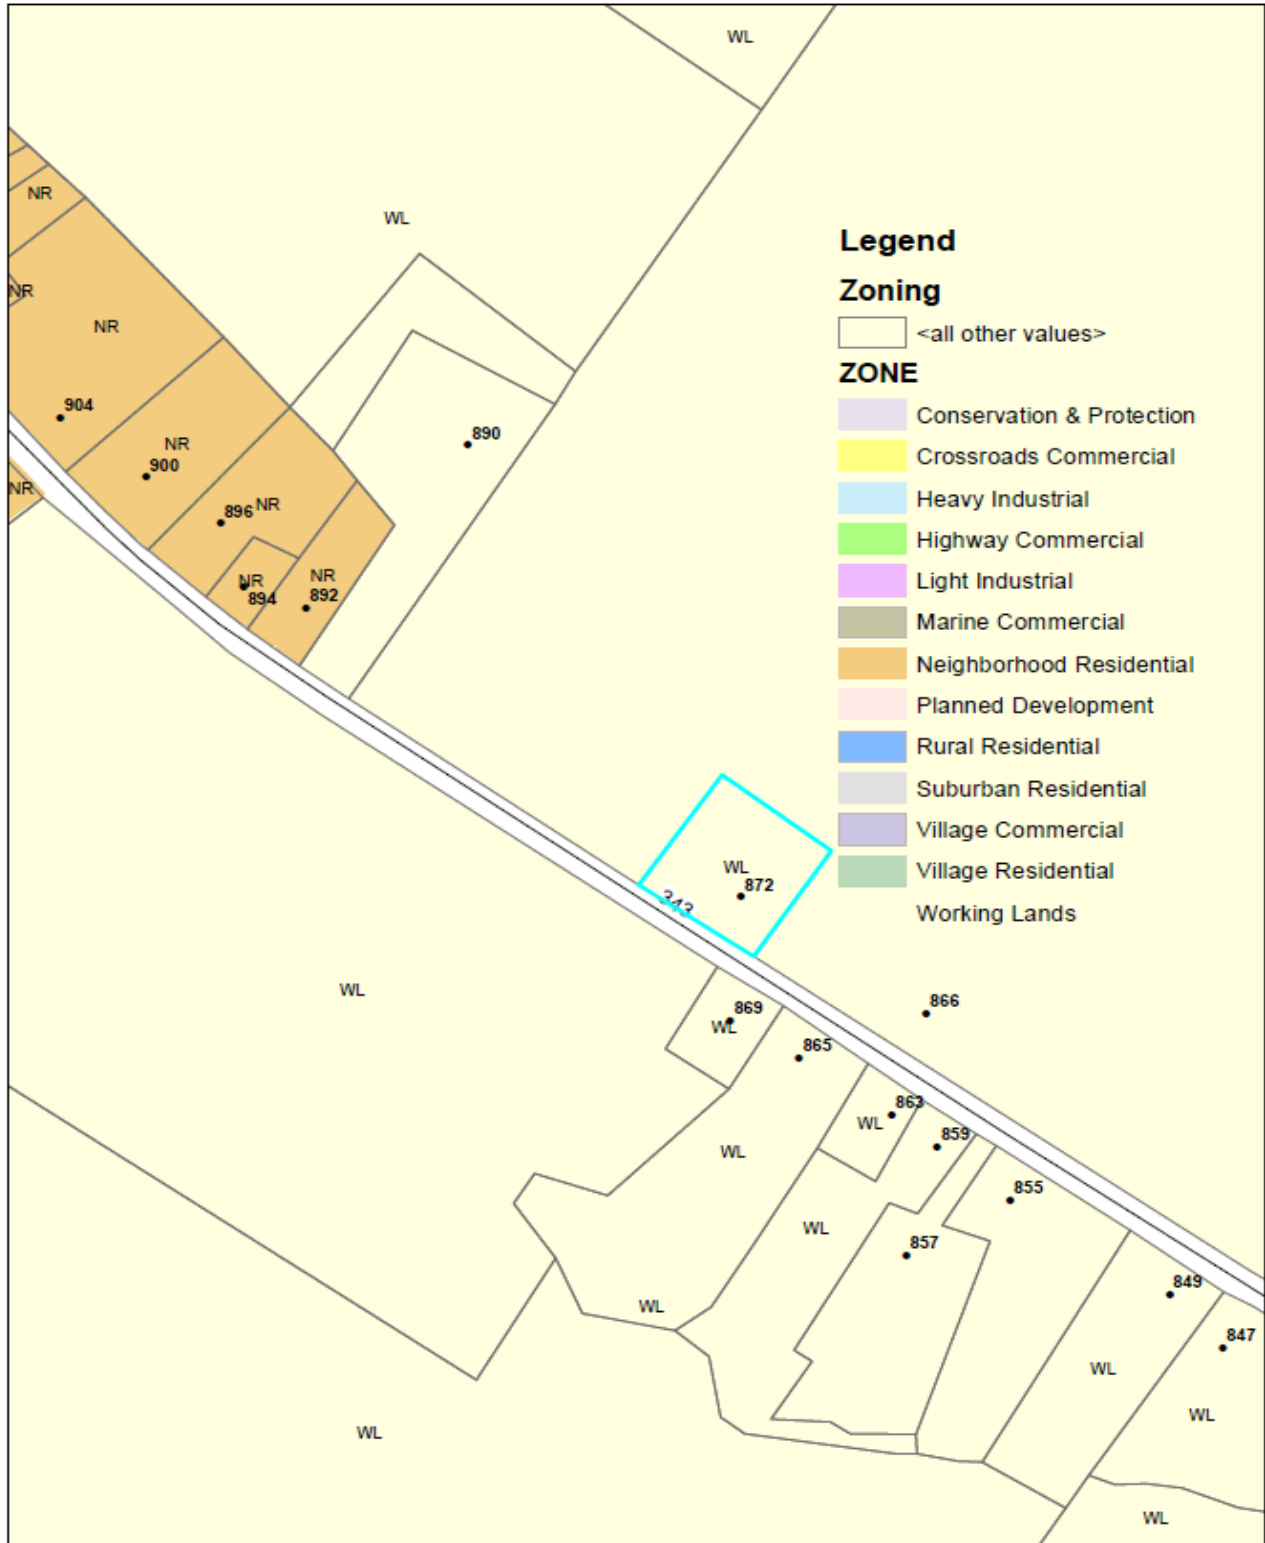 WL
NR
WL
Legend
Zoning
<all other values>
ZONE
Conservation & Protection
Crossroads Commercial
Heavy Industrial
Highway Commercial
Light Industrial
Marine Commercial
Neighborhood Residential
Planned Development
Rural Residential
Suburban Residential
Village Commercial
Village Residential
Working Lands
NR
NR
904
NR
900
890
NR
896 NR
NR
894
NR
892
WL
872
343
WL
869
WL
866
865
863
WL
859
WL
855
WL
857
849
WL
847
WL
WL
WL
WL